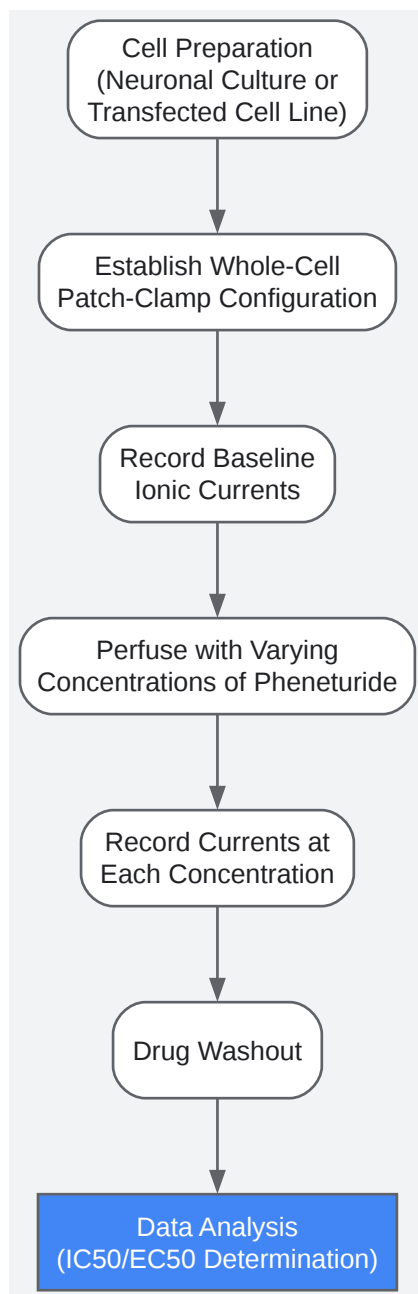 Cell Preparation
(Neuronal Culture or
Transfected Cell Line)
Establish Whole-Cell
Patch-Clamp Configuration
Record Baseline
Ionic Currents
Perfuse with Varying
Concentrations of Pheneturide
Record Currents at
Each Concentration
Drug Washout
Data Analysis
(IC50/EC50 Determination)